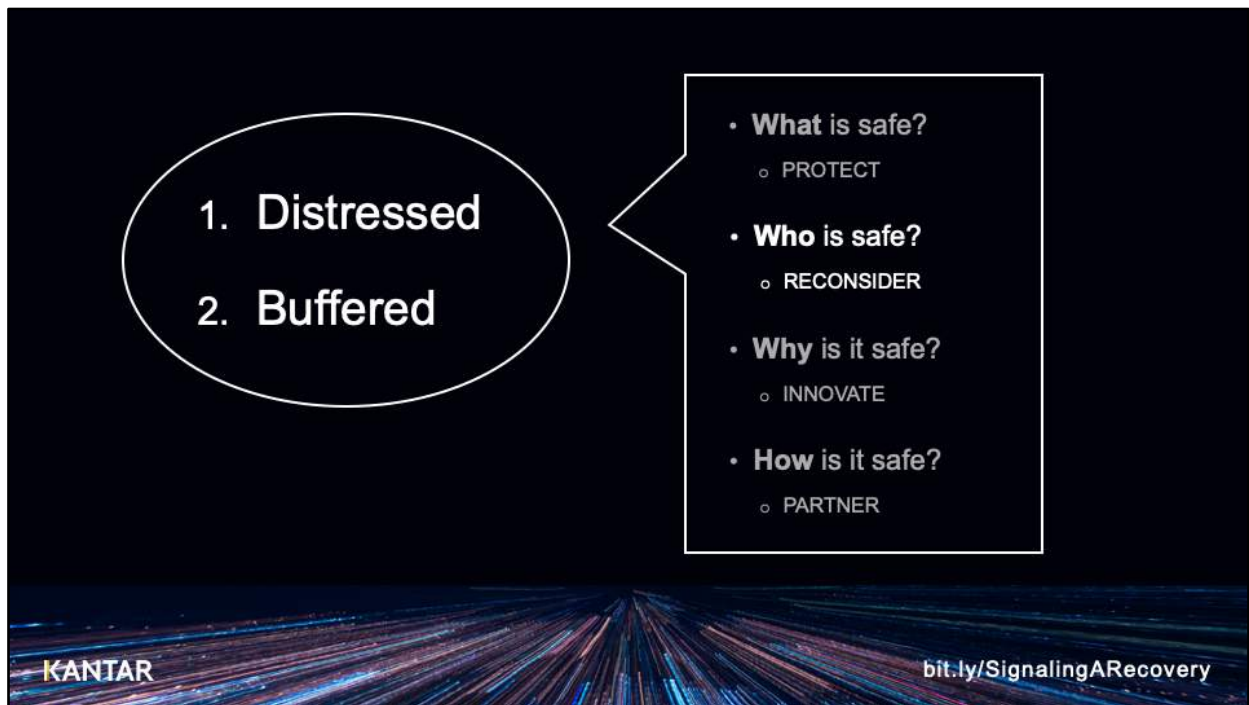 1. Distressed
2. Buffered
• What is safe?
o PROTECT
• Who is safe?
o RECONSIDER
• Why is it safe?
o INNOVATE
• How is it safe?
o PARTNER
KANTAR
bit.ly/SignalingARecovery